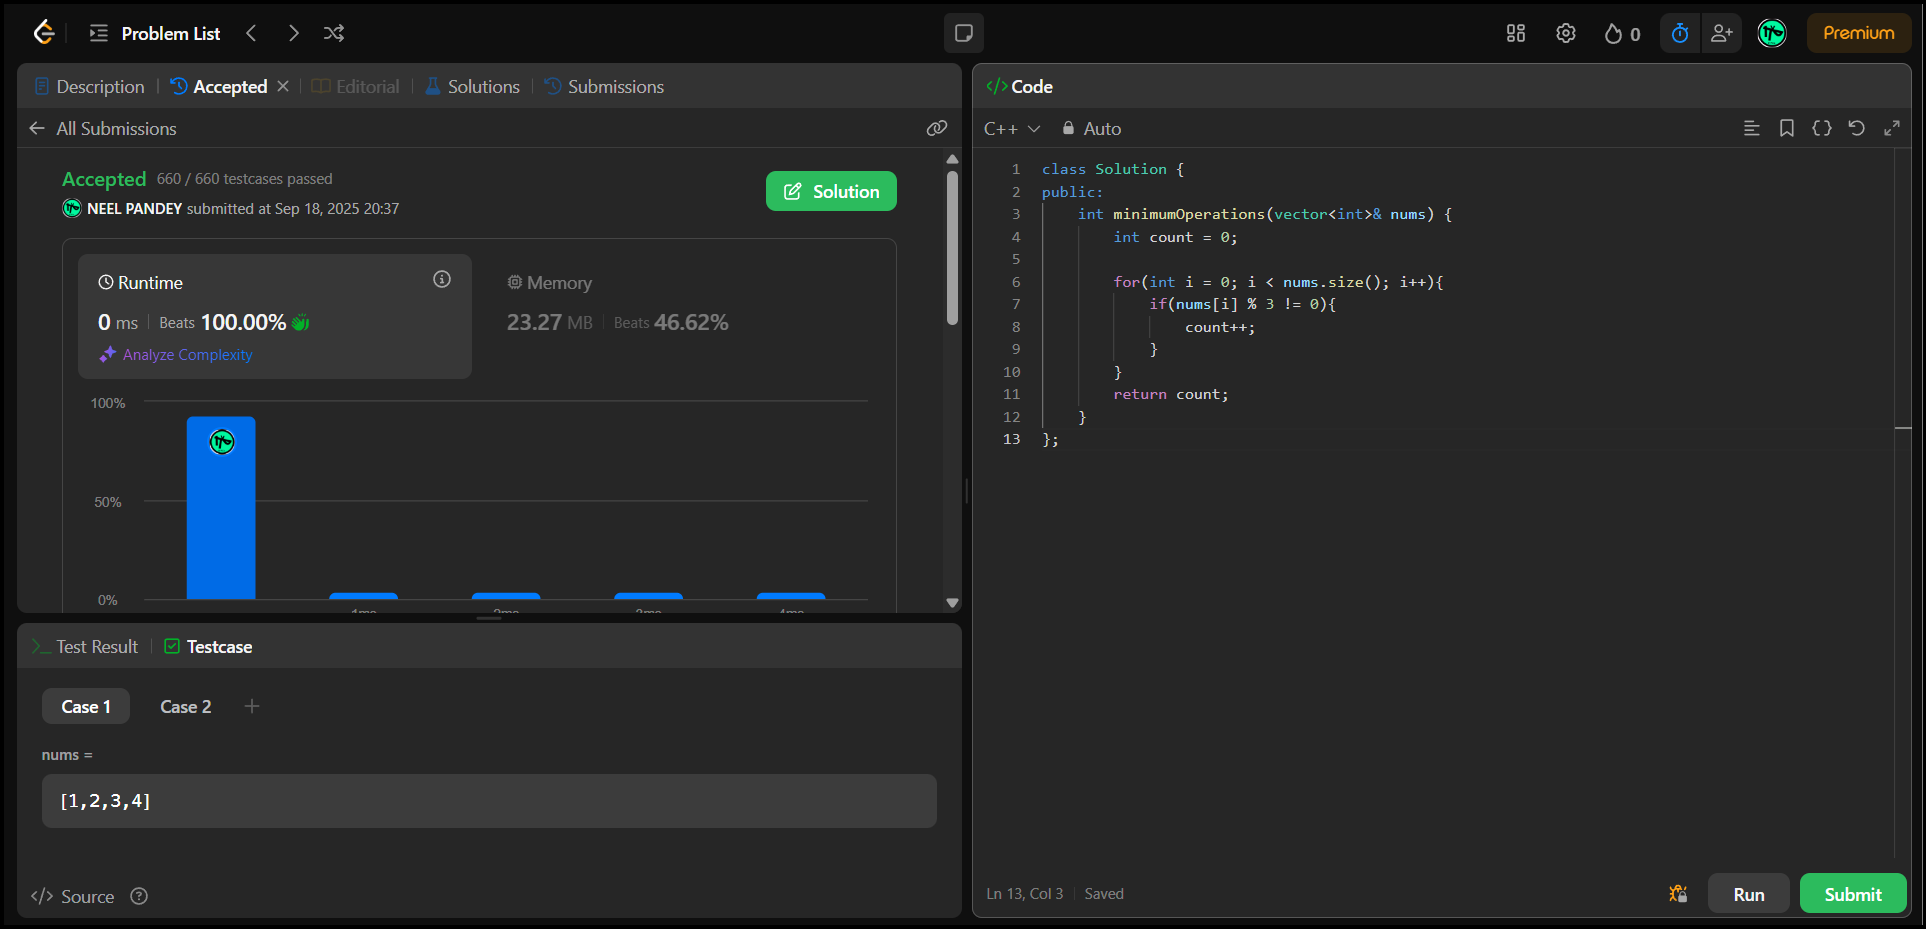 Problem List
0
Premium
Description
Accepted
Editorial
Solutions
Submissions
All Submissions
Accepted 660 / 660 testcases passed
NEEL PANDEY submitted at Sep 18, 2025 20:37
Solution
Runtime
0 ms Beats 100.00%
Analyze Complexity
Memory
23.27 MB Beats 46.62%
100%
50%
0%
1ms 2ms 3ms 4ms
Test Result
Testcase
Case 1
Case 2
nums =
[1,2,3,4]
Source
Code
C++
Auto
1 class Solution {
2 public:
3     int minimumOperations(vector<int>& nums) {
4         int count = 0;
5
6         for(int i = 0; i < nums.size(); i++){
7             if(nums[i] % 3 != 0){
8                 count++;
9             }
10         }
11         return count;
12     }
13 };
Ln 13, Col 3
Saved
Run
Submit